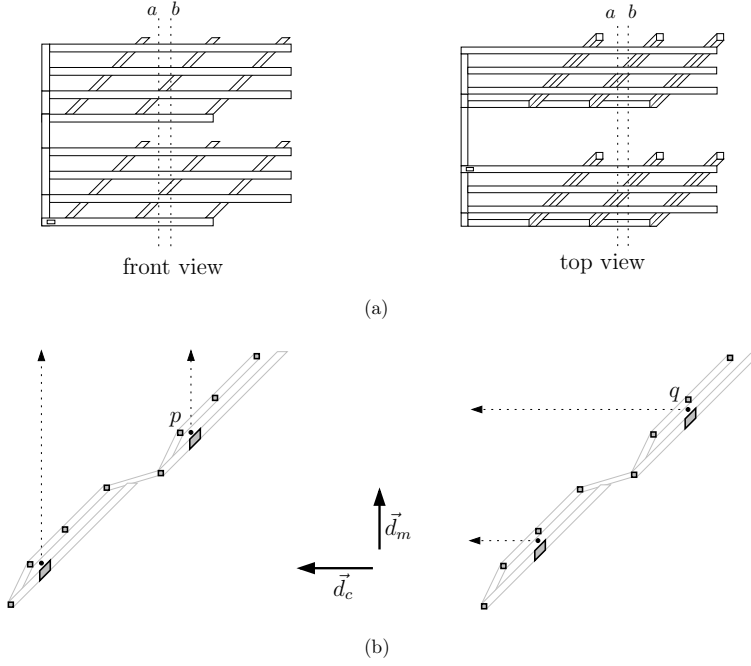 a b
a b
front view
top view
(a)
p
q
d⃗m
d⃗c
(b)